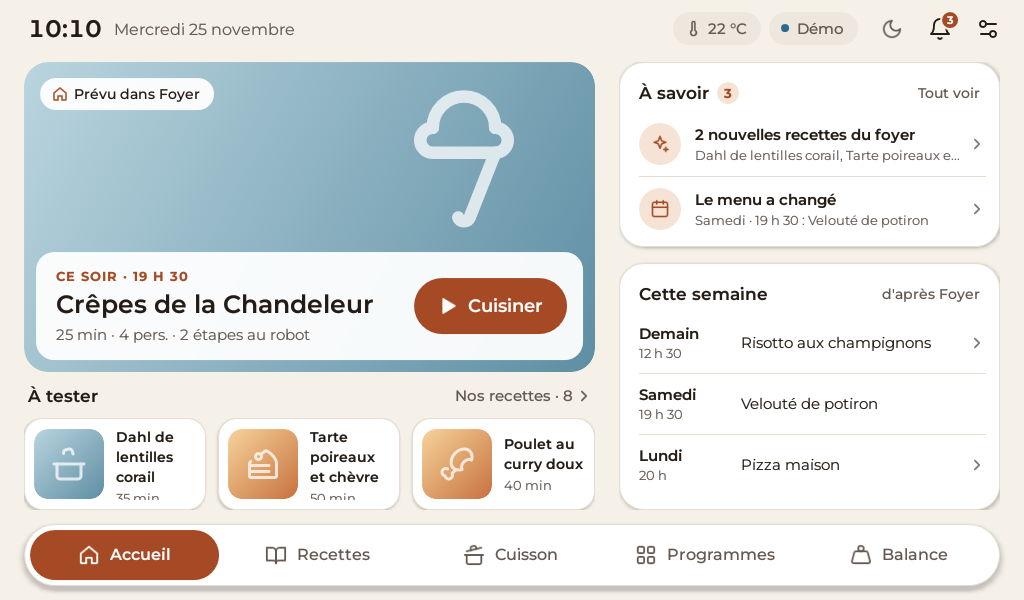 10:10 Mercredi 25 novembre
22 °C
Démo
3
Prévu dans Foyer
CE SOIR · 19 H 30
Crêpes de la Chandeleur
25 min · 4 pers. · 2 étapes au robot
Cuisiner
À tester
Nos recettes · 8
Dahl de
lentilles
corail
35 min
Tarte
poireaux
et chèvre
50 min
Poulet au
curry doux
40 min
À savoir 3
Tout voir
2 nouvelles recettes du foyer
Dahl de lentilles corail, Tarte poireaux e...
Le menu a changé
Samedi · 19 h 30 : Velouté de potiron
Cette semaine
d'après Foyer
Demain
12 h 30
Risotto aux champignons
Samedi
19 h 30
Velouté de potiron
Lundi
20 h
Pizza maison
Accueil
Recettes
Cuisson
Programmes
Balance